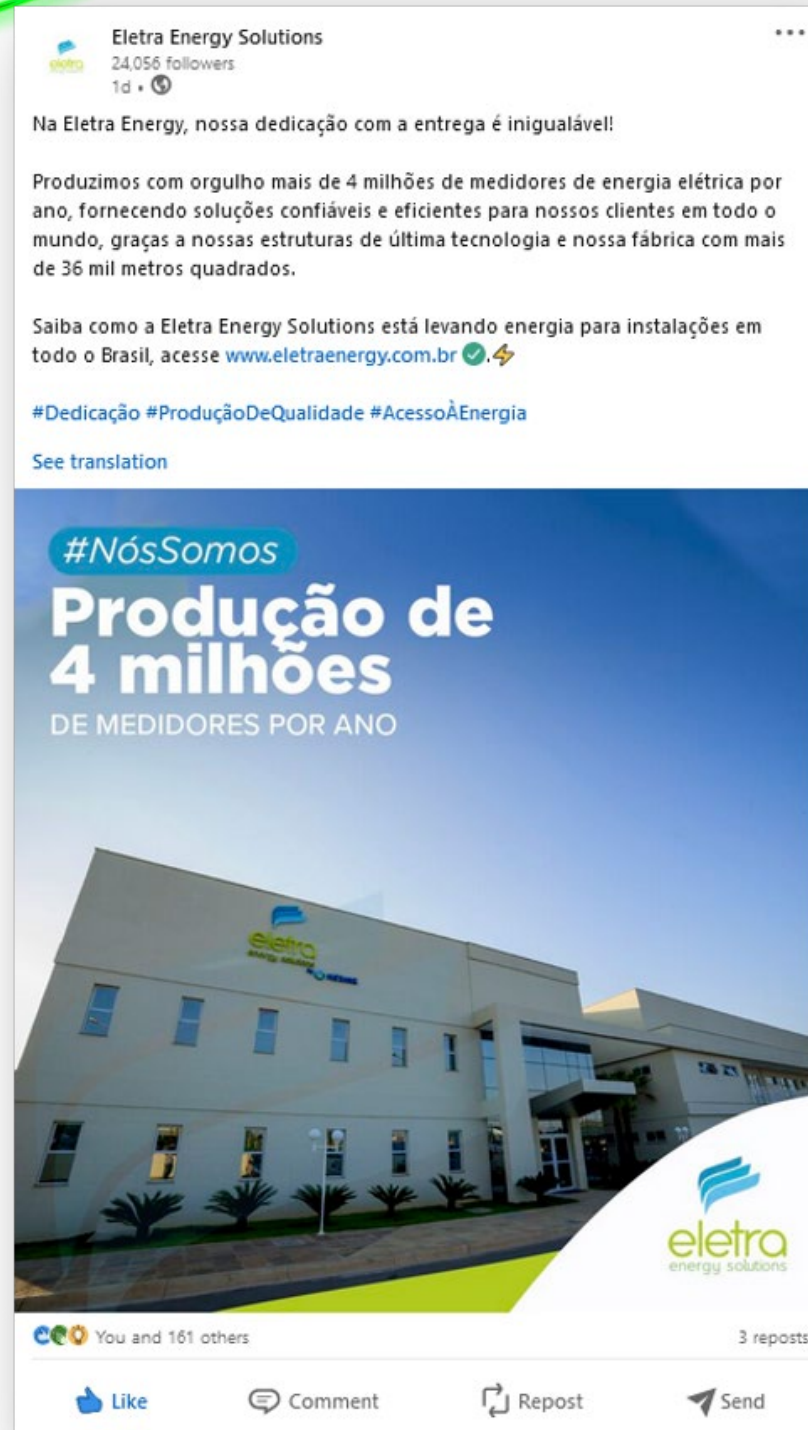 Eletra Energy Solutions
24,056 followers
1d •
eletra
Na Eletra Energy, nossa dedicação com a entrega é inigualável!
Produzimos com orgulho mais de 4 milhões de medidores de energia elétrica por
ano, fornecendo soluções confiáveis e eficientes para nossos clientes em todo o
mundo, graças a nossas estruturas de última tecnologia e nossa fábrica com mais
de 36 mil metros quadrados.
Saiba como a Eletra Energy Solutions está levando energia para instalações em
todo o Brasil, acesse www.eletraenergy.com.br ✅.⚡
#Dedicação #ProduçãoDeQualidade #AcessoÀEnergia
See translation
#NósSomos
Produção de
4 milhões
DE MEDIDORES POR ANO
eletra
energy solutions
eletra
energy solutions
You and 161 others
3 reposts
Like
Comment
Repost
Send